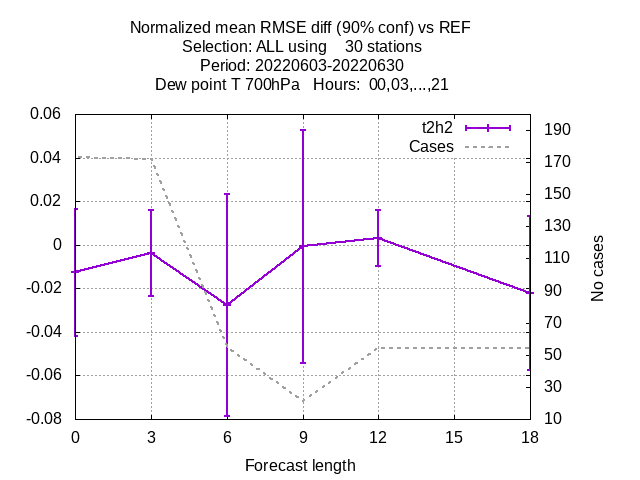 Normalized mean RMSE diff (90% conf) vs REF
Selection: ALL using    30 stations
Period: 20220603-20220630
Dew point T 700hPa   Hours:  00,03,...,21
t2h2
Cases
0.06
0.04
0.02
0
-0.02
-0.04
-0.06
-0.08
190
170
150
130
110
90
70
50
30
10
No cases
0 3 6 9 12 15 18
Forecast length